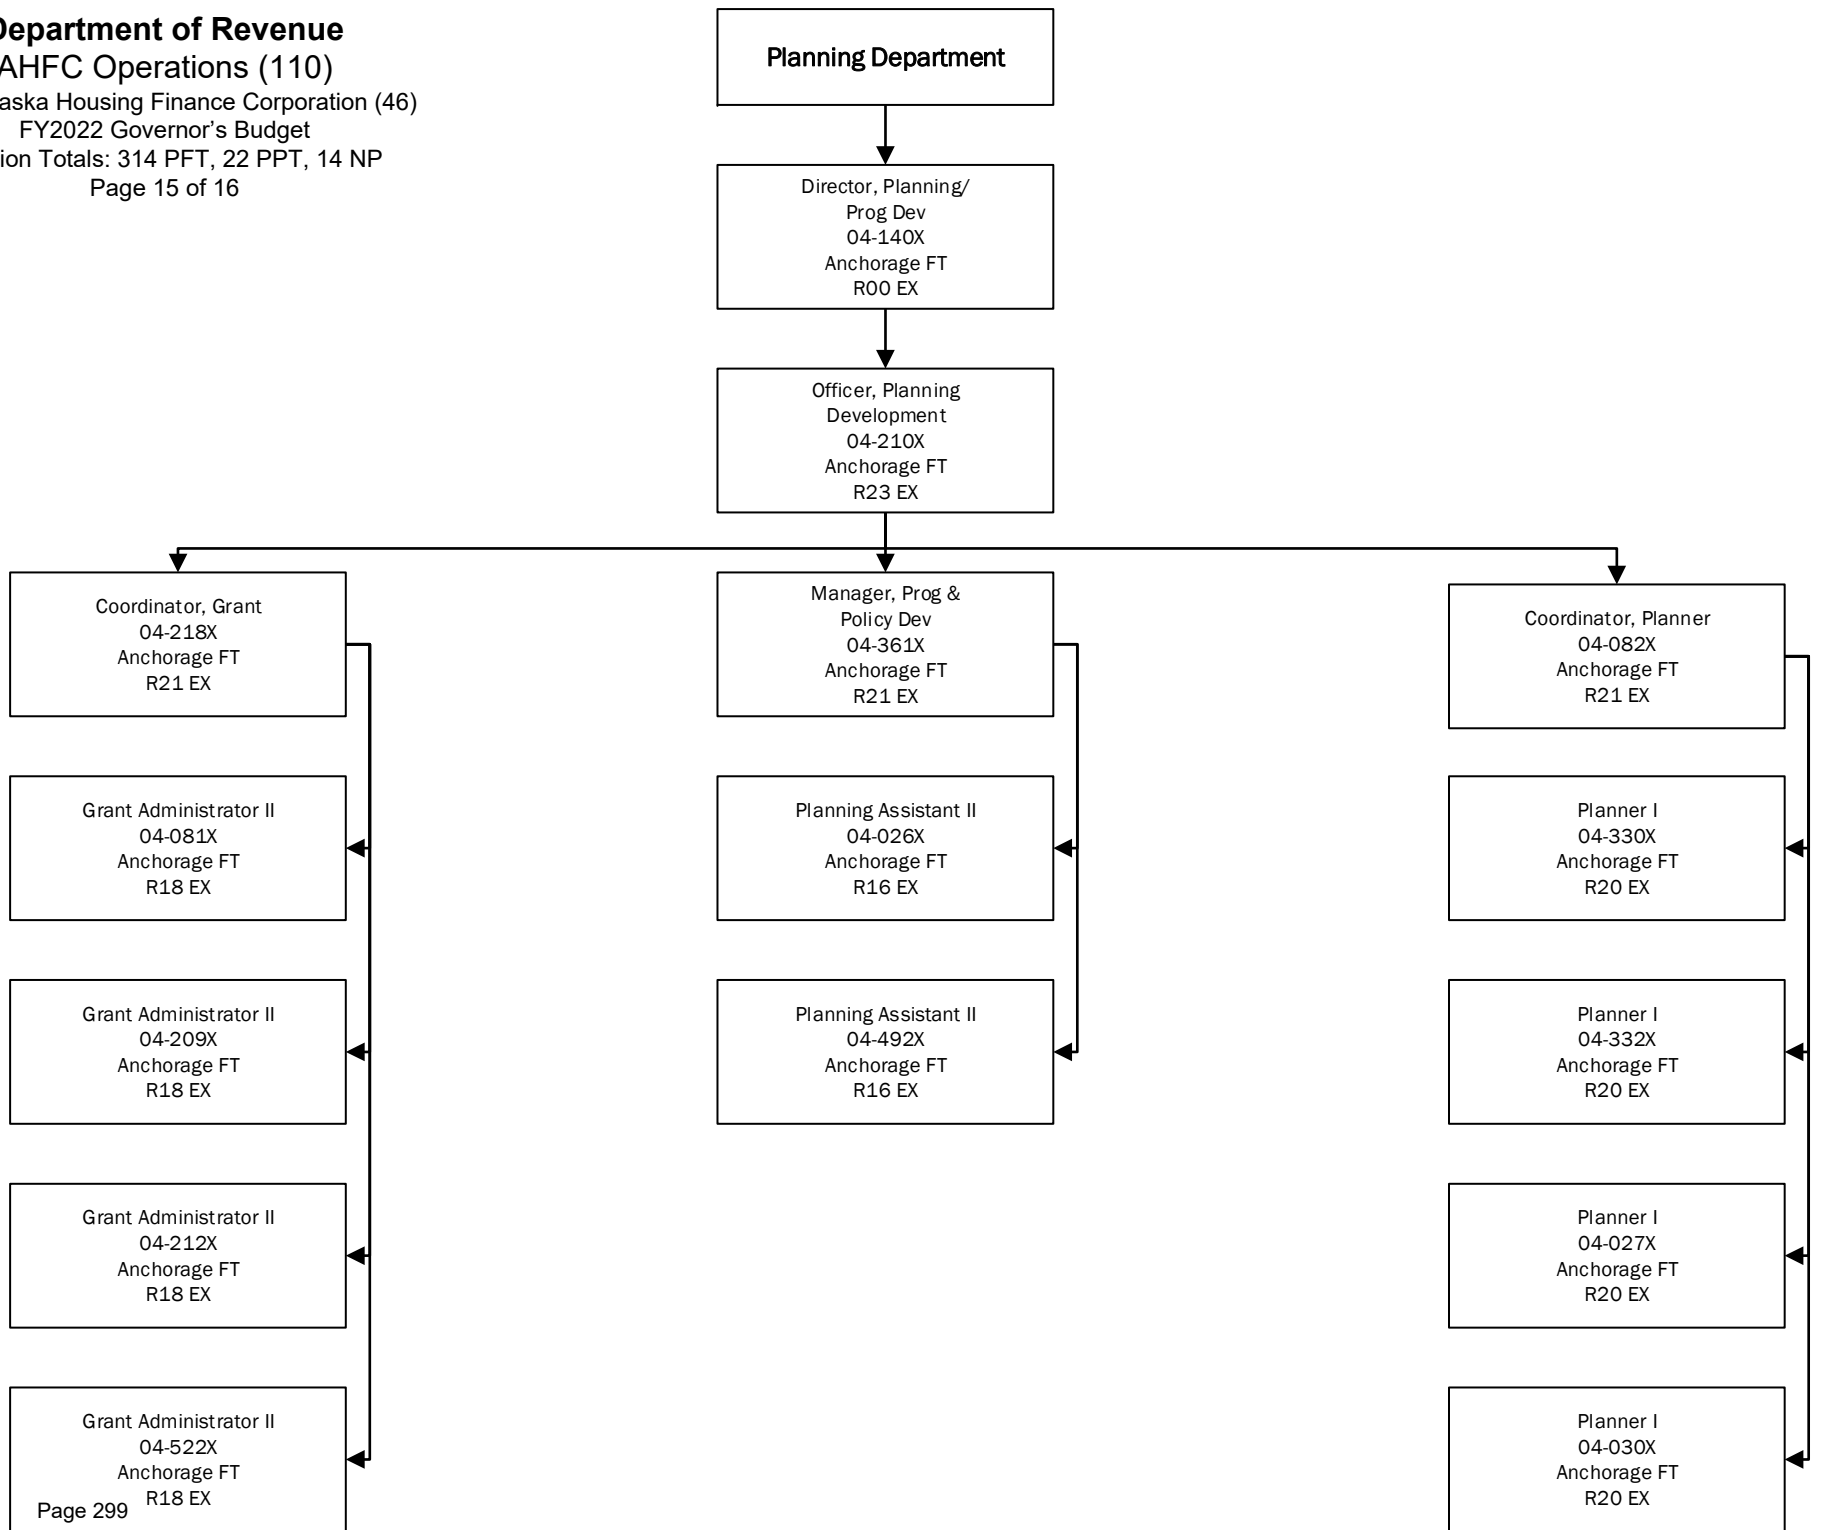 Department of Revenue
AHFC Operations (110)
aska Housing Finance Corporation (46)
FY2022 Governor's Budget
ion Totals: 314 PFT, 22 PPT, 14 NP
Page 15 of 16
Planning Department
Director, Planning/
Prog Dev
04-140X
Anchorage FT
R00 EX
Officer, Planning
Development
04-210X
Anchorage FT
R23 EX
Coordinator, Grant
04-218X
Anchorage FT
R21 EX
Manager, Prog &
Policy Dev
04-361X
Anchorage FT
R21 EX
Coordinator, Planner
04-082X
Anchorage FT
R21 EX
Grant Administrator II
04-081X
Anchorage FT
R18 EX
Planning Assistant II
04-026X
Anchorage FT
R16 EX
Planner I
04-330X
Anchorage FT
R20 EX
Grant Administrator II
04-209X
Anchorage FT
R18 EX
Planning Assistant II
04-492X
Anchorage FT
R16 EX
Planner I
04-332X
Anchorage FT
R20 EX
Grant Administrator II
04-212X
Anchorage FT
R18 EX
Planner I
04-027X
Anchorage FT
R20 EX
Grant Administrator II
04-522X
Anchorage FT
R18 EX
Planner I
04-030X
Anchorage FT
R20 EX
Page 299